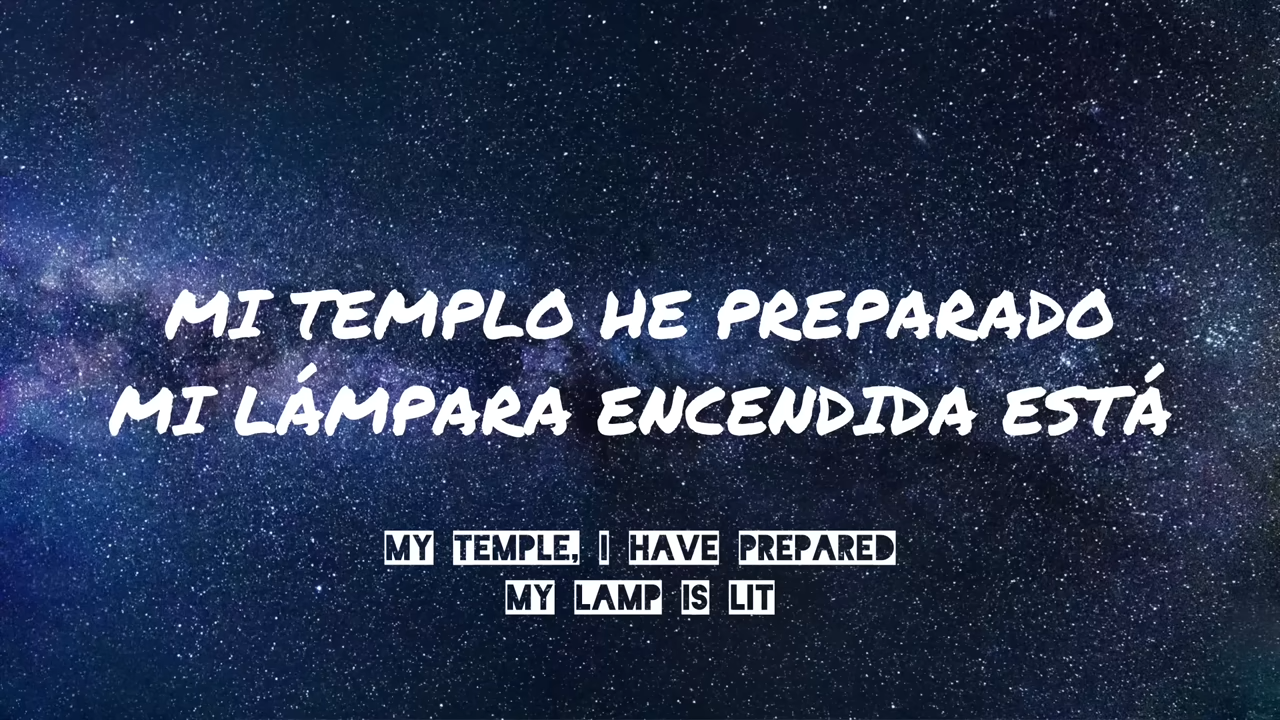 MI TEMPLO HE PREPARADO
MI LÁMPARA ENCENDIDA ESTÁ
MY TEMPLE, I HAVE PREPARED
MY LAMP IS LIT